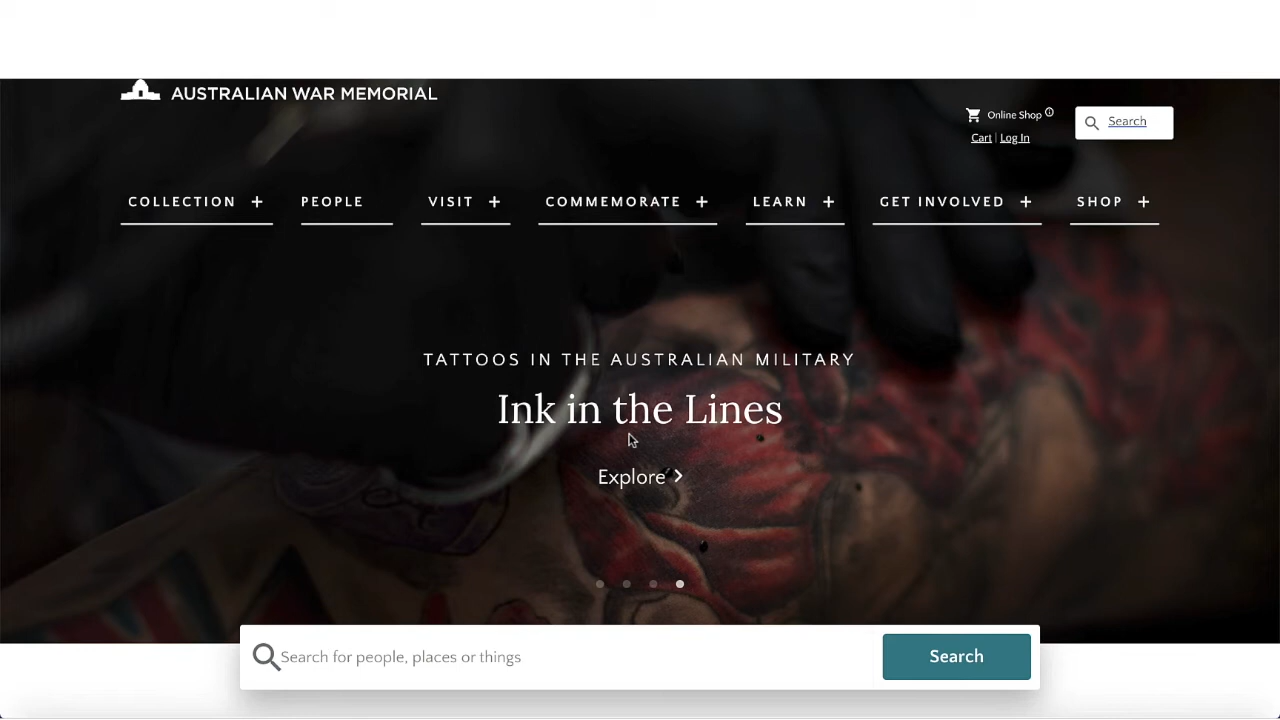 AUSTRALIAN WAR MEMORIAL
Online Shop
Cart | Log In
Search
COLLECTION + PEOPLE VISIT + COMMEMORATE + LEARN + GET INVOLVED + SHOP +
TATTOOS IN THE AUSTRALIAN MILITARY
Ink in the Lines
Explore >
Search for people, places or things
Search